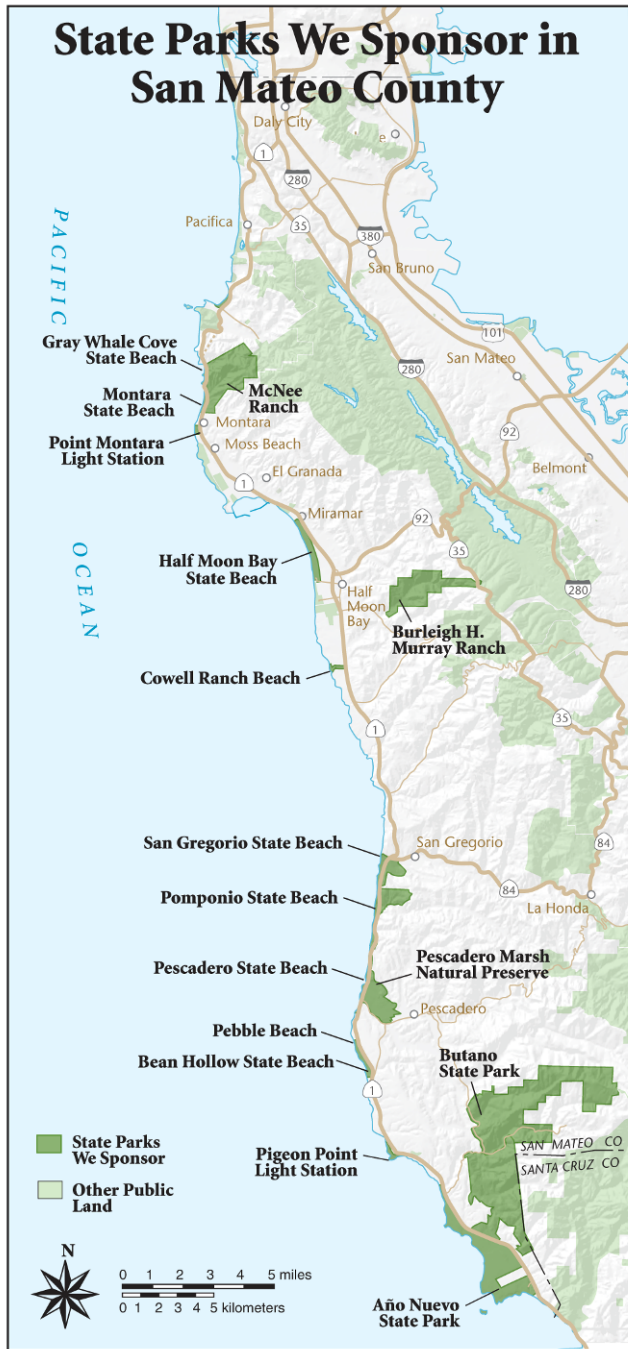 State Parks We Sponsor in
San Mateo County
Daly City
e
1
280
35
Pacifica
380
San Bruno
PACIFIC
101
Gray Whale Cove
State Beach
280
San Mateo
McNee
Ranch
Montara
State Beach
Montara
92
Point Montara
Light Station
Moss Beach
Belmont
El Granada
1
Miramar
92
OCEAN
35
Half Moon Bay
State Beach
Half
Moon
Bay
280
Burleigh H.
Murray Ranch
Cowell Ranch Beach
35
1
San Gregorio State Beach
San Gregorio
84
84
Pomponio State Beach
La Honda
Pescadero Marsh
Natural Preserve
Pescadero State Beach
Pescadero
Pebble Beach
Butano
State Park
Bean Hollow State Beach
1
State Parks
We Sponsor
SAN MATEO CO
SANTA CRUZ CO
Pigeon Point
Light Station
Other Public
Land
N
0 1 2 3 4 5 miles
0 1 2 3 4 5 kilometers
Año Nuevo
State Park